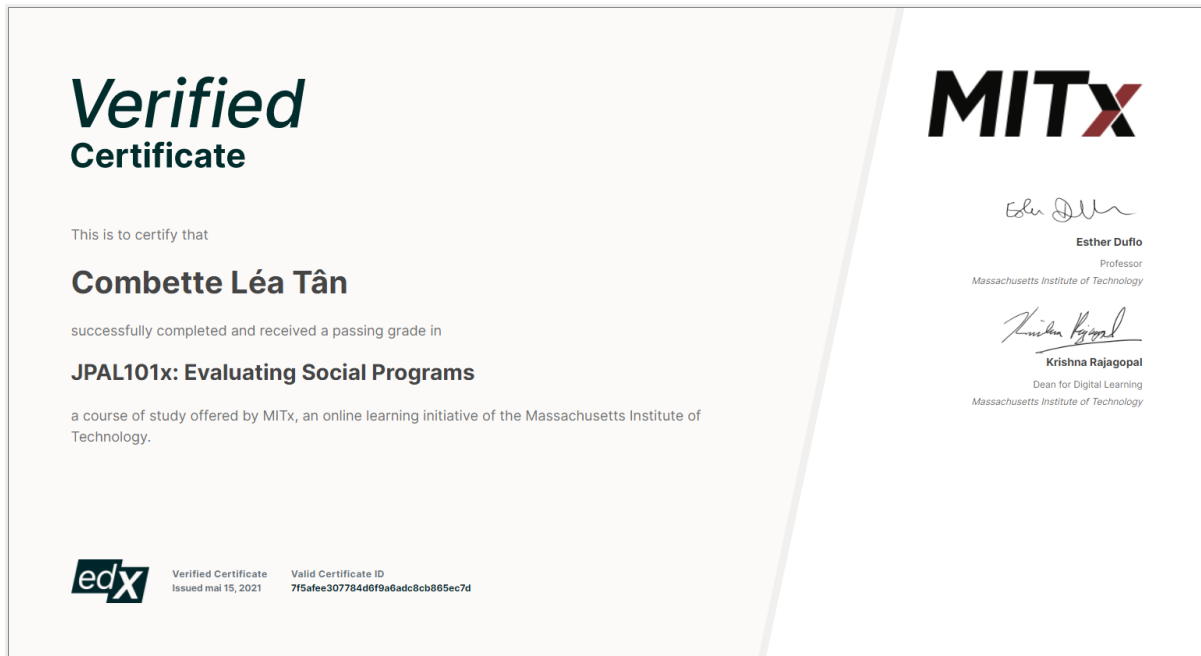 Verified
Certificate
This is to certify that
Combette Léa Tân
successfully completed and received a passing grade in
JPAL101x: Evaluating Social Programs
a course of study offered by MITx, an online learning initiative of the Massachusetts Institute of
Technology.
edX
Verified Certificate
Issued mai 15, 2021
Valid Certificate ID
7f5afee307784d6f9a6adc8cb865ec7d
MITx
Esther Duflo
Professor
Massachusetts Institute of Technology
Krishna Rajagopal
Dean for Digital Learning
Massachusetts Institute of Technology